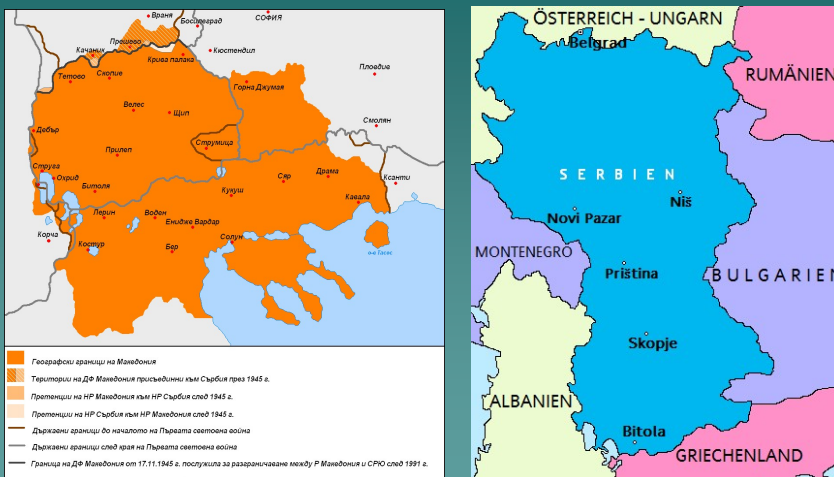 Враня
Босилеград
СОФИЯ
Прешево
Кюстендил
Качаник
Крива палака
Пловдив
Тетово
Скопие
Горна Джумая
Велес
Щип
Смолян
Дебър
Струмица
Прилеп
Струга
Охрид
Битоля
Кукуш
Сяр
Драма
Ксанти
Кавала
Лерин
Воден
Енидже Вардар
Корча
Костур
Бер
Солун
о-в Тасос
Географски граници на Македония
Територии на ДФ Македония присъединни към Сърбия през 1945 г.
Претенции на НР Македония към НР Сърбия след 1945 г.
Претенции на НР Сърбия към НР Македония след 1945 г.
Държавни граници до началото на Първата световна война
Държавни граници след края на Първата световна война
Граница на ДФ Македония от 17.11.1945 г. послужила за разграничаване между Р Македония и СРЮ след 1991 г.
ÖSTERREICH - UNGARN
Belgrad
RUMÄNIEN
SERBIEN
Niš
Novi Pazar
MONTENEGRO
Priština
BULGARIEN
Skopje
ALBANIEN
Bitola
GRIECHENLAND